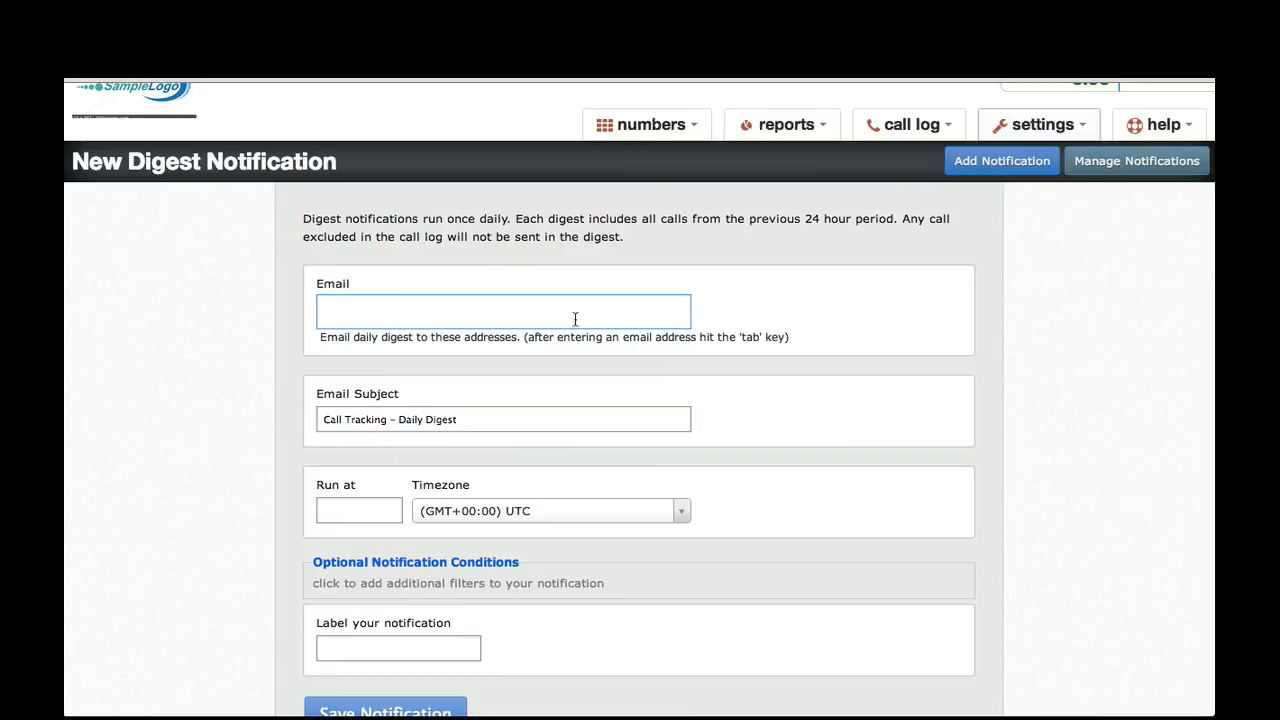 SampleLogo
numbers
reports
call log
settings
help
New Digest Notification
Add Notification
Manage Notifications
Digest notifications run once daily. Each digest includes all calls from the previous 24 hour period. Any call
excluded in the call log will not be sent in the digest.
Email
Email daily digest to these addresses. (after entering an email address hit the 'tab' key)
Email Subject
Call Tracking - Daily Digest
Run at
Timezone
(GMT+00:00) UTC
Optional Notification Conditions
click to add additional filters to your notification
Label your notification
Save Notification